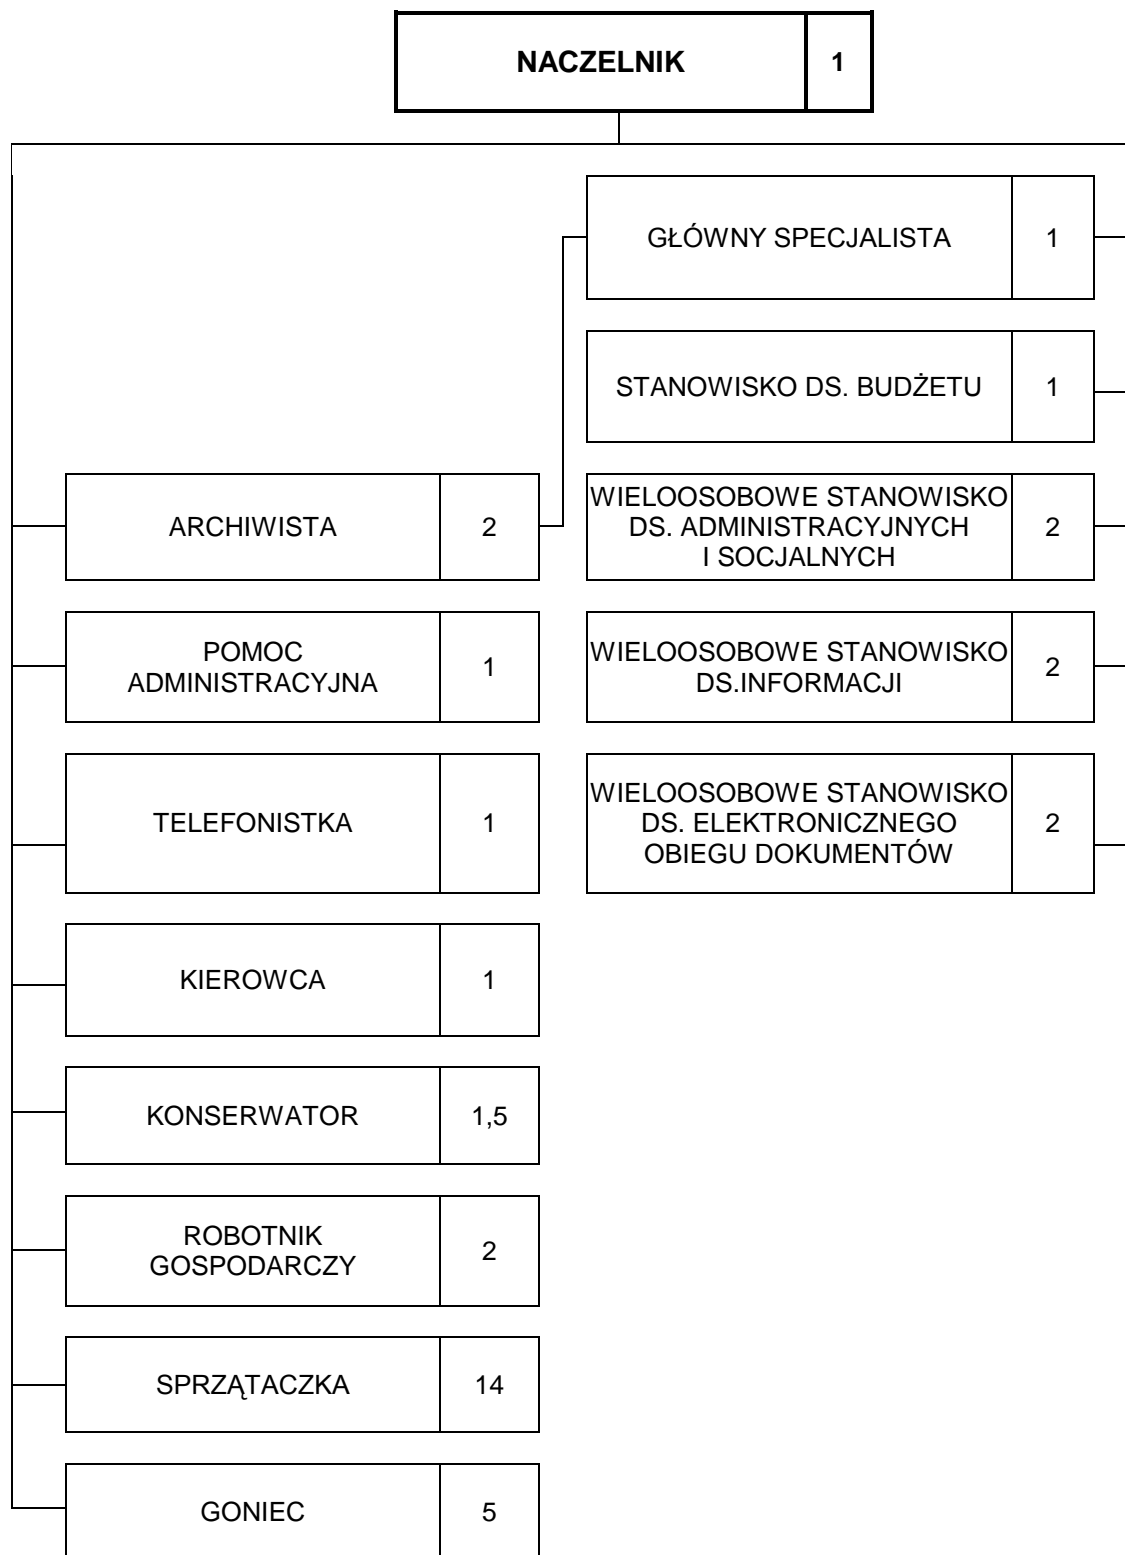 NACZELNIK 1
GŁÓWNY SPECJALISTA 1
STANOWISKO DS. BUDŻETU 1
ARCHIWISTA 2
WIELOOSOBOWE STANOWISKO
DS. ADMINISTRACYJNYCH
I SOCJALNYCH
2
POMOC
ADMINISTRACYJNA
1
WIELOOSOBOWE STANOWISKO
DS.INFORMACJI
2
TELEFONISTKA 1
WIELOOSOBOWE STANOWISKO
DS. ELEKTRONICZNEGO
OBIEGU DOKUMENTÓW
2
KIEROWCA 1
KONSERWATOR 1,5
ROBOTNIK
GOSPODARCZY
2
SPRZĄTACZKA 14
GONIEC 5